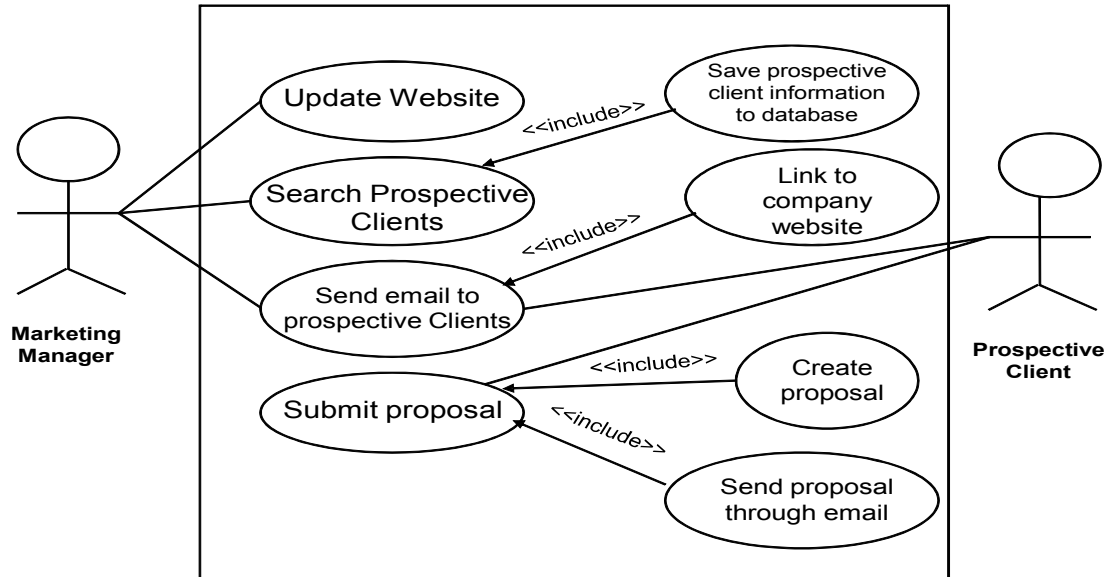 Update Website
Save prospective
client information
to database
<<include>>
Search Prospective
Clients
Link to
company
website
<<include>>
Send email to
prospective Clients
Marketing
Manager
Prospective
Client
<<include>>
Create
proposal
Submit proposal
<<include>>
Send proposal
through email